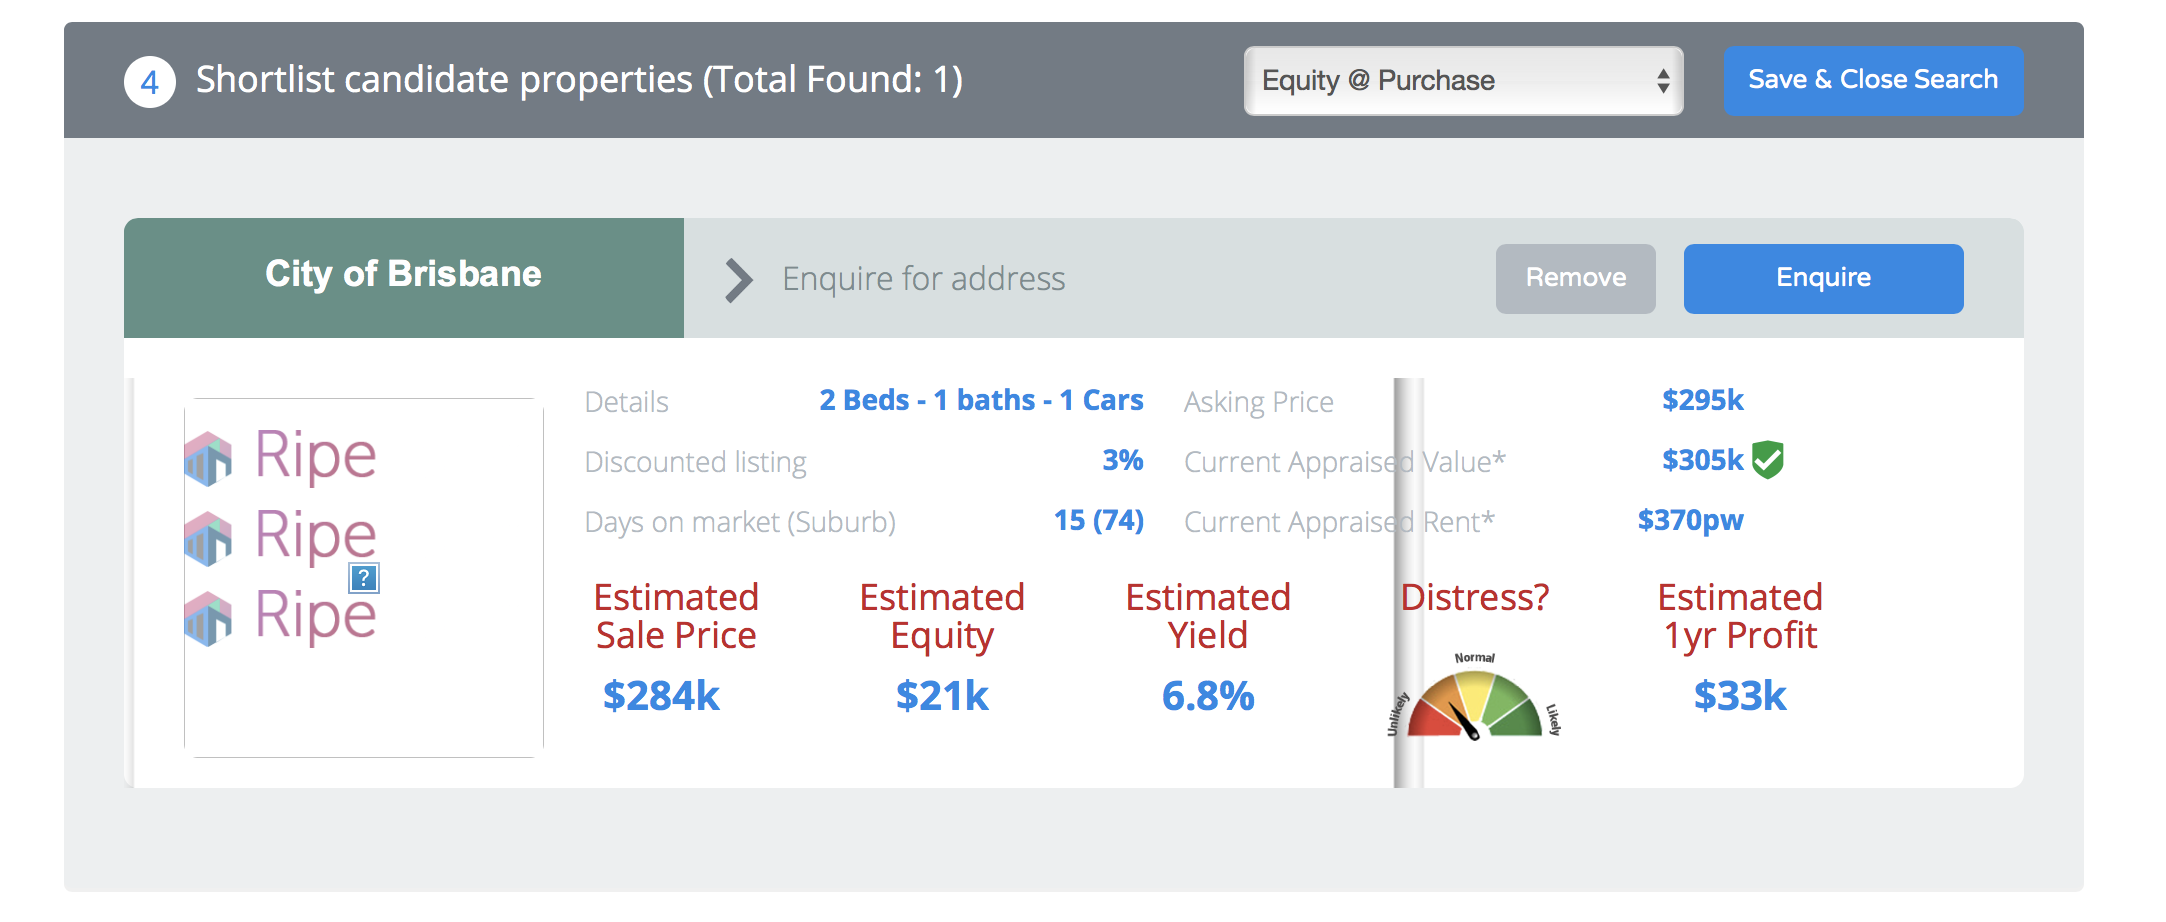 4 Shortlist candidate properties (Total Found: 1)
Equity @ Purchase
Save & Close Search
City of Brisbane
Enquire for address
Remove
Enquire
Ripe
Ripe
?
Ripe
Details 2 Beds - 1 baths - 1 Cars
Discounted listing 3%
Days on market (Suburb) 15 (74)
Asking Price $295k
Current Appraised Value* $305k
Current Appraised Rent* $370pw
Estimated
Sale Price
$284k
Estimated
Equity
$21k
Estimated
Yield
6.8%
Distress?
Normal
Unlikely
Likely
Estimated
1yr Profit
$33k